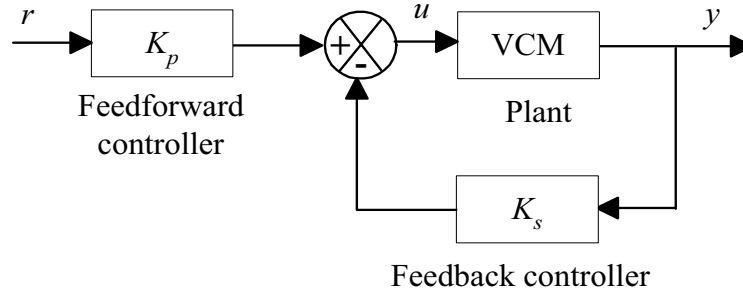 r
K_p
Feedforward
controller
+
-
u
VCM
Plant
y
K_s
Feedback controller